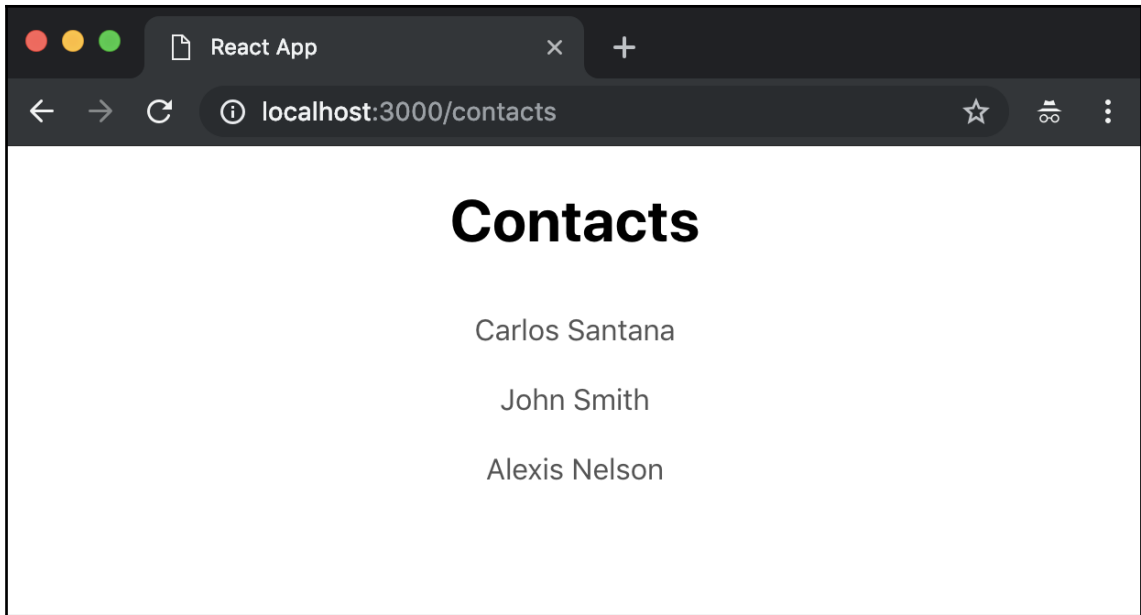 React App
localhost:3000/contacts
Contacts
Carlos Santana
John Smith
Alexis Nelson